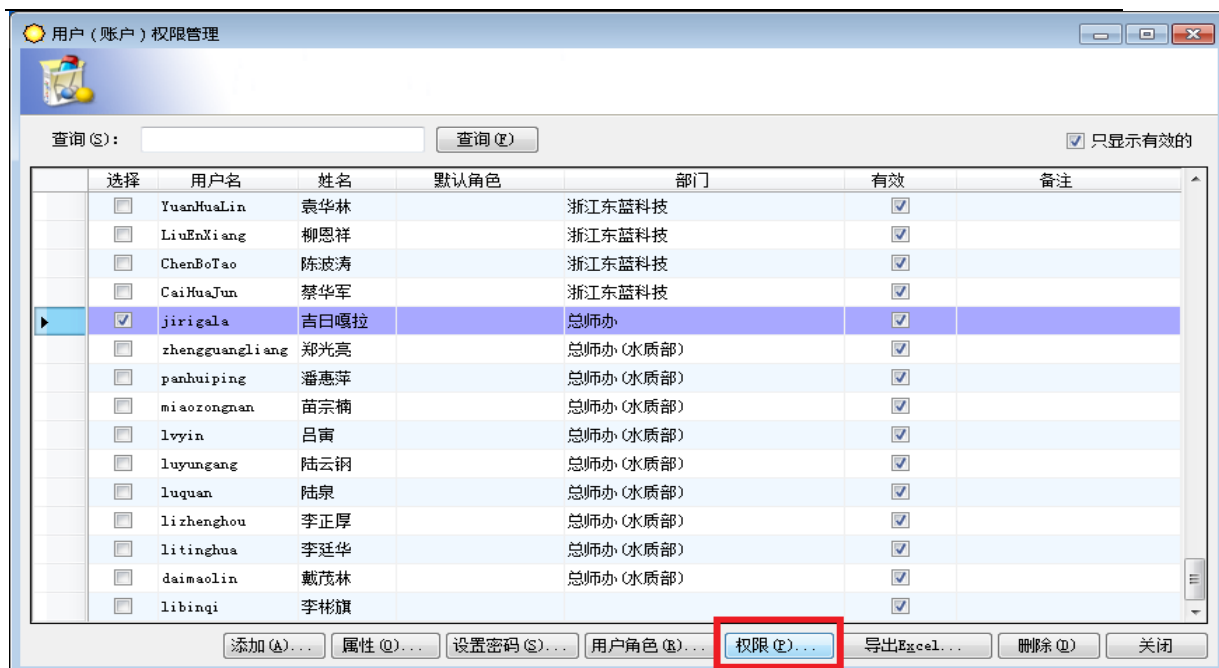 用户(账户)权限管理
查询(S): 查询(F) 只显示有效的
选择 用户名 姓名 默认角色 部门 有效 备注
YuanHuaLin 袁华林 浙江东蓝科技
LiuEnXiang 柳恩祥 浙江东蓝科技
ChenBoTao 陈波涛 浙江东蓝科技
CaiHuaJun 蔡华军 浙江东蓝科技
jirigala 吉日嘎拉 总师办
zhengguangliang 郑光亮 总师办(水质部)
panhuiping 潘惠萍 总师办(水质部)
miaozongnan 苗宗楠 总师办(水质部)
lvyin 吕寅 总师办(水质部)
luyungang 陆云钢 总师办(水质部)
luquan 陆泉 总师办(水质部)
lizhenghou 李正厚 总师办(水质部)
litinghua 李廷华 总师办(水质部)
daimaolin 戴茂林 总师办(水质部)
libinqi 李彬旗
添加(A)... 属性(O)... 设置密码(S)... 用户角色(R)... 权限(P)... 导出Excel... 删除(D) 关闭